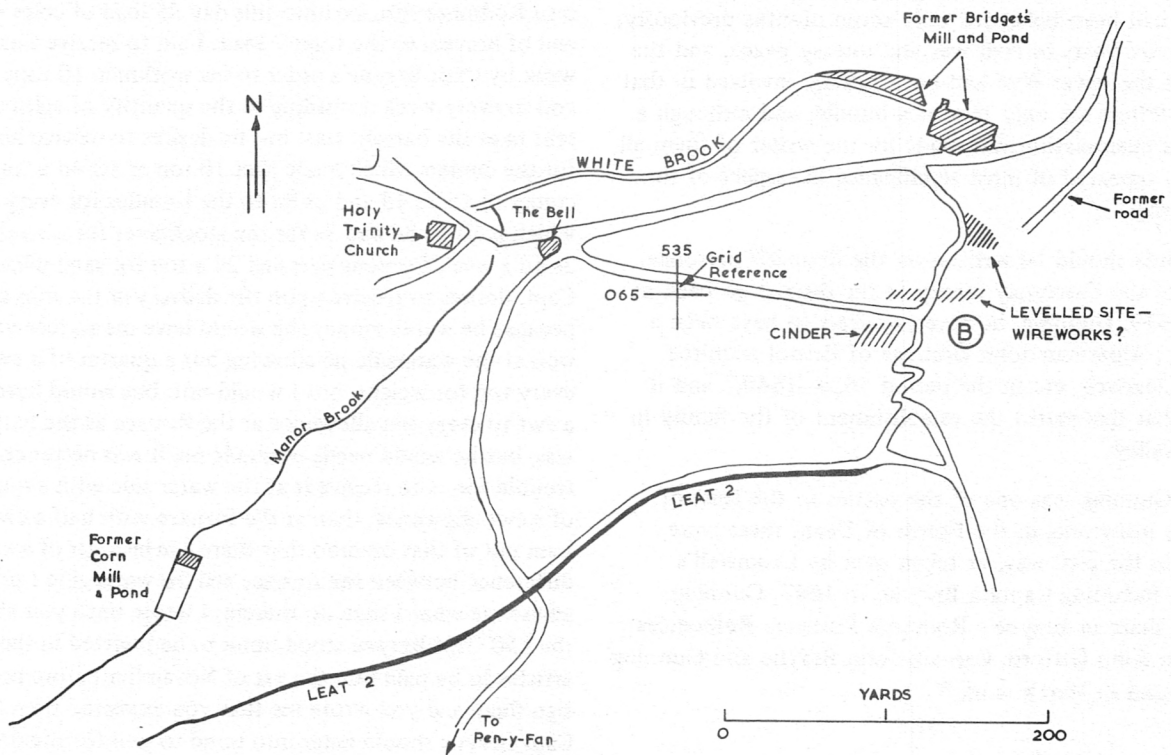 Former Bridget's
Mill and Pond
N
WHITE BROOK
Holy
Trinity
Church
The Bell
Former
road
535
Grid
Reference
065
CINDER
B
LEVELLED SITE –
WIREWORKS?
Manor Brook
LEAT 2
Former
Corn
Mill
& Pond
LEAT 2
To
Pen-y-Fan
YARDS
0
200